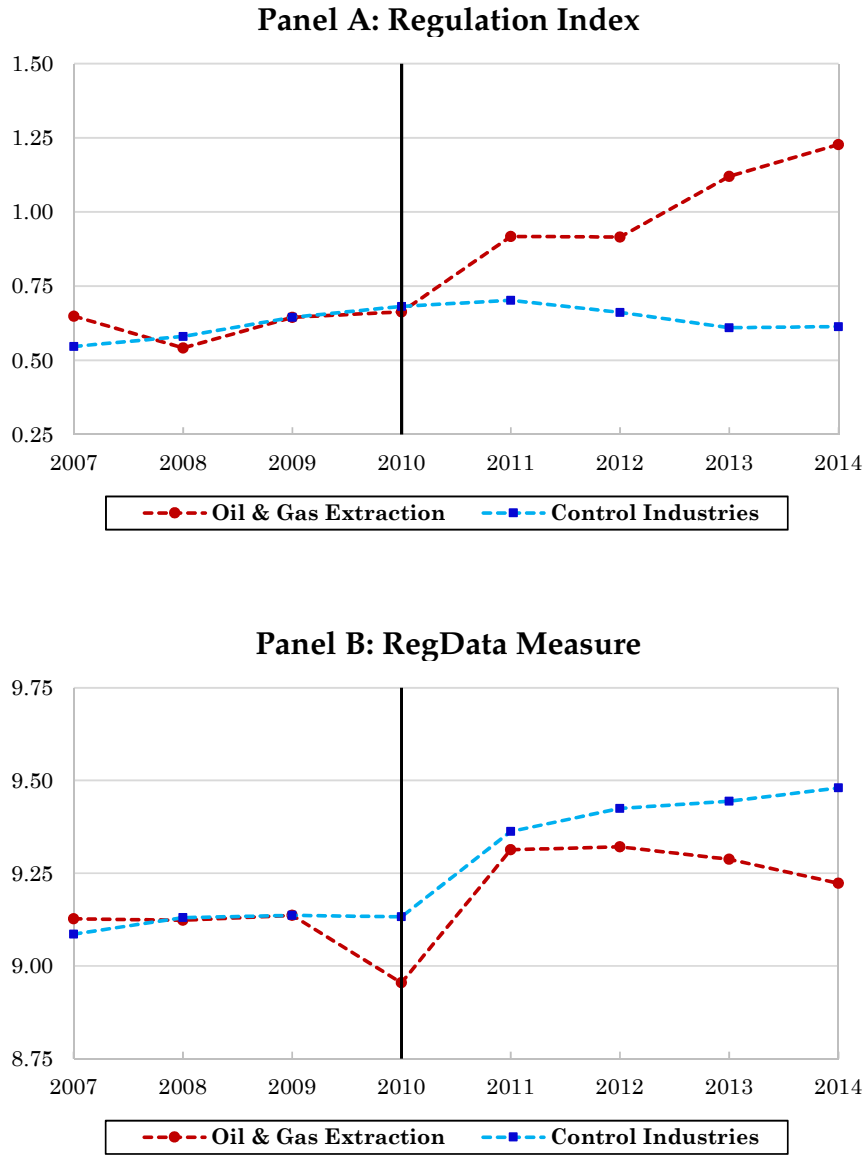 Panel A: Regulation Index
1.50
1.25
1.00
0.75
0.50
0.25
2007 2008 2009 2010 2011 2012 2013 2014
Oil & Gas Extraction Control Industries
Panel B: RegData Measure
9.75
9.50
9.25
9.00
8.75
2007 2008 2009 2010 2011 2012 2013 2014
Oil & Gas Extraction Control Industries